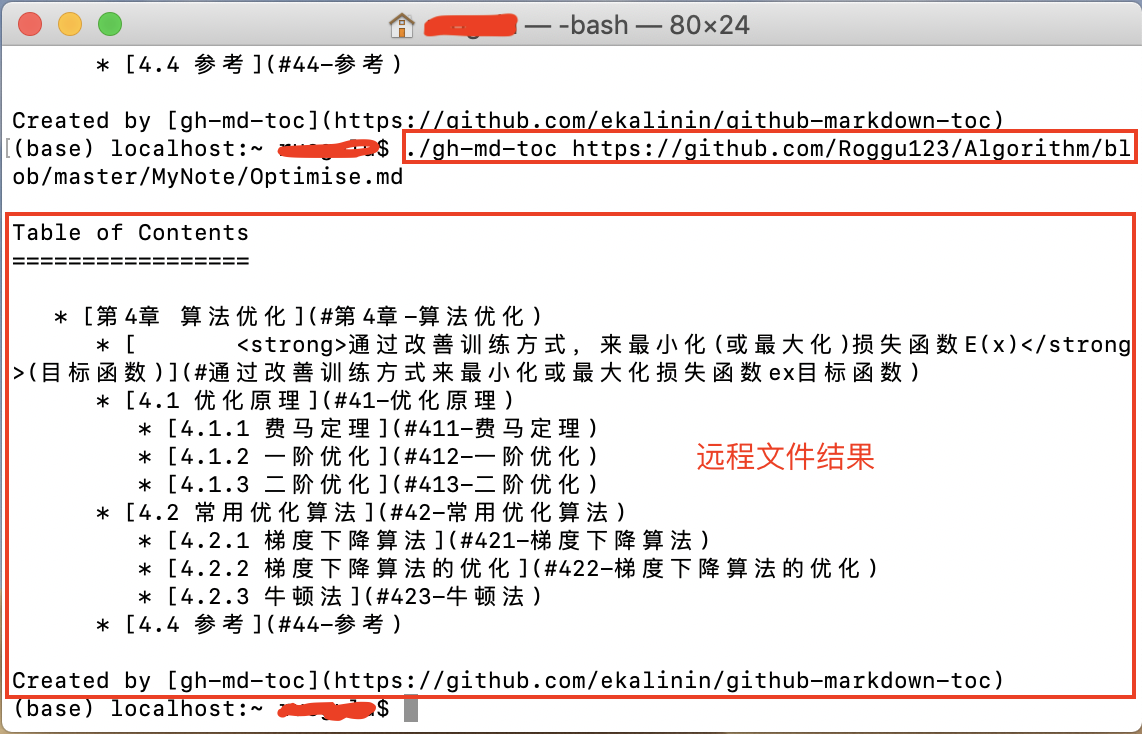 — -bash — 80×24
* [4.4 参考](#44-参考)
Created by [gh-md-toc](https://github.com/ekalinin/github-markdown-toc)
(base) localhost:~ $ ./gh-md-toc https://github.com/Roggu123/Algorithm/bl
ob/master/MyNote/Optimise.md
Table of Contents
=================
* [第4章 算法优化](#第4章-算法优化)
* [ <strong>通过改善训练方式，来最小化(或最大化)损失函数E(x)</strong
>(目标函数)](#通过改善训练方式来最小化或最大化损失函数ex目标函数)
* [4.1 优化原理](#41-优化原理)
* [4.1.1 费马定理](#411-费马定理)
* [4.1.2 一阶优化](#412-一阶优化)
* [4.1.3 二阶优化](#413-二阶优化)
远程文件结果
* [4.2 常用优化算法](#42-常用优化算法)
* [4.2.1 梯度下降算法](#421-梯度下降算法)
* [4.2.2 梯度下降算法的优化](#422-梯度下降算法的优化)
* [4.2.3 牛顿法](#423-牛顿法)
* [4.4 参考](#44-参考)
Created by [gh-md-toc](https://github.com/ekalinin/github-markdown-toc)
(base) localhost:~ $